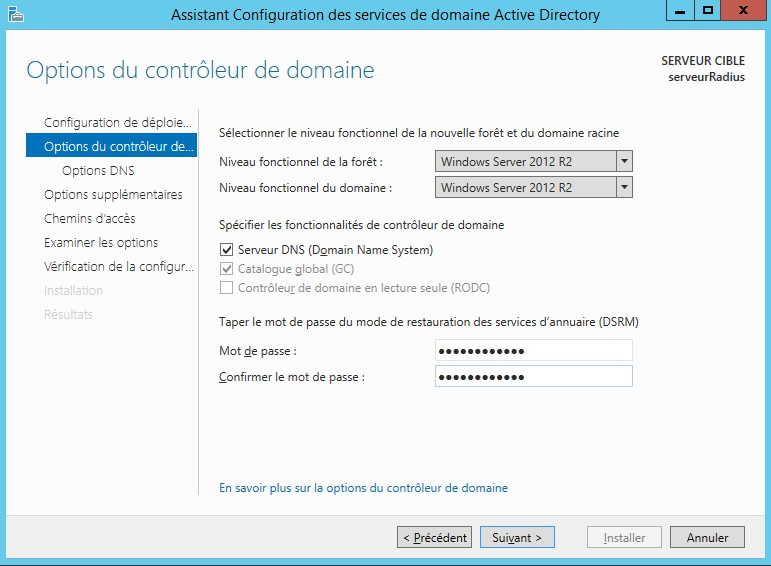 Assistant Configuration des services de domaine Active Directory
Options du contrôleur de domaine
SERVEUR CIBLE
serveurRadius
Configuration de déploie...
Options du contrôleur de...
Options DNS
Options supplémentaires
Chemins d'accès
Examiner les options
Vérification de la configur...
Installation
Résultats
Sélectionner le niveau fonctionnel de la nouvelle forêt et du domaine racine
Niveau fonctionnel de la forêt : Windows Server 2012 R2
Niveau fonctionnel du domaine : Windows Server 2012 R2
Spécifier les fonctionnalités de contrôleur de domaine
Serveur DNS (Domain Name System)
Catalogue global (GC)
Contrôleur de domaine en lecture seule (RODC)
Taper le mot de passe du mode de restauration des services d'annuaire (DSRM)
Mot de passe : ●●●●●●●●●●●●
Confirmer le mot de passe : ●●●●●●●●●●●●
En savoir plus sur la options du contrôleur de domaine
< Précédent Suivant > Installer Annuler